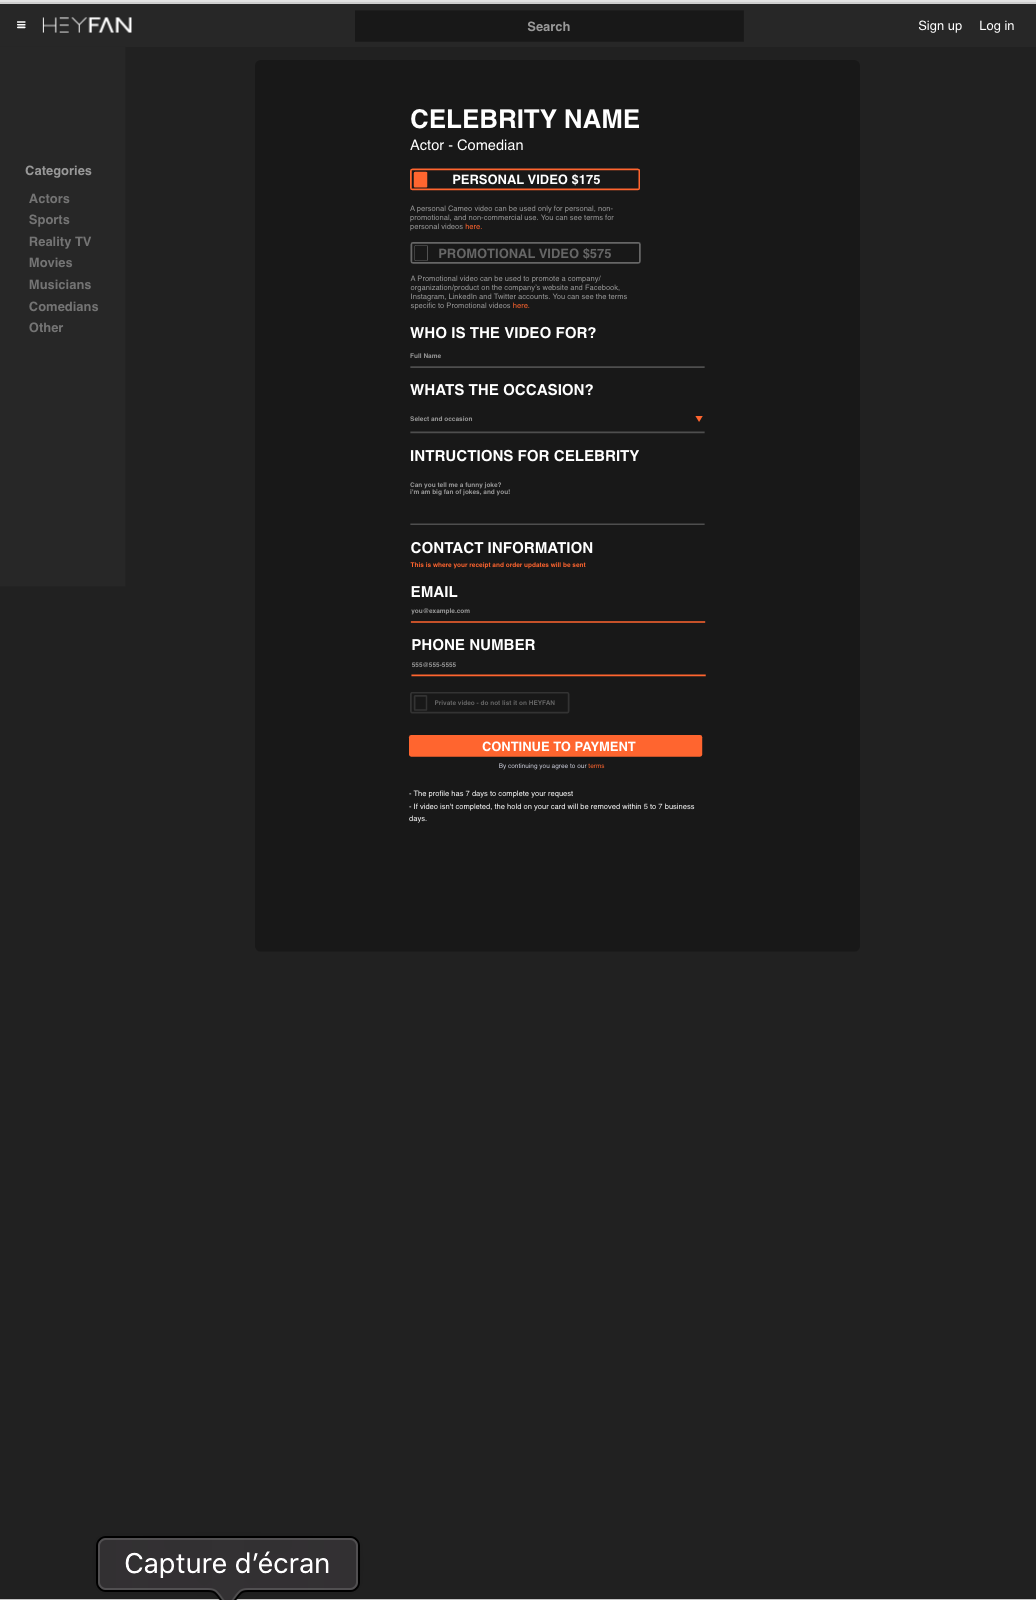 HEYFAN
Search
Sign up
Log in
Categories
Actors
Sports
Reality TV
Movies
Musicians
Comedians
Other
CELEBRITY NAME
Actor - Comedian
PERSONAL VIDEO $175
A personal Cameo video can be used only for personal, non-
promotional, and non-commercial use. You can see terms for
personal videos here.
PROMOTIONAL VIDEO $575
A Promotional video can be used to promote a company/
organization/product on the company's website and Facebook,
Instagram, LinkedIn and Twitter accounts. You can see the terms
specific to Promotional videos here.
WHO IS THE VIDEO FOR?
Full Name
WHATS THE OCCASION?
Select and occasion
INTRUCTIONS FOR CELEBRITY
Can you tell me a funny joke?
i'm am big fan of jokes, and you!
CONTACT INFORMATION
This is where your receipt and order updates will be sent
EMAIL
you@example.com
PHONE NUMBER
555@555-5555
Private video - do not list it on HEYFAN
CONTINUE TO PAYMENT
By continuing you agree to our terms
- The profile has 7 days to complete your request
- If video isn't completed, the hold on your card will be removed within 5 to 7 business
days.
Capture d'écran